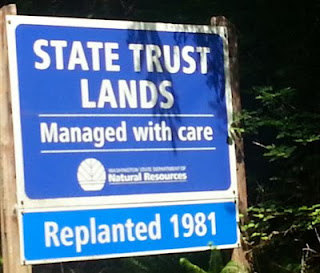 STATE TRUST
LANDS
Managed with care
WASHINGTON STATE DEPARTMENT OF
Natural Resources
Replanted 1981